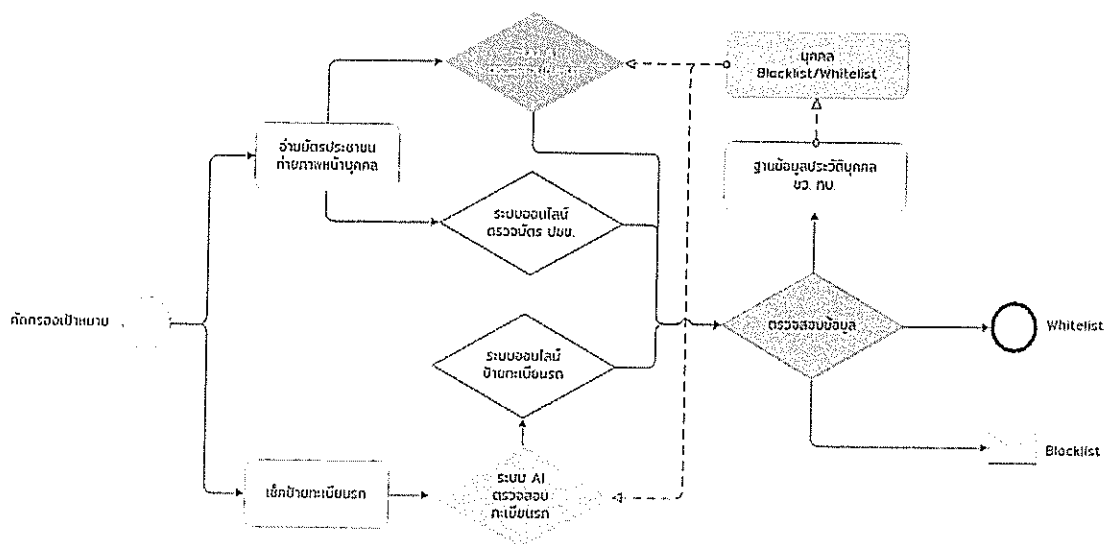 บุคคล
Blacklist/Whitelist
อ่านบัตรประชาชน
ถ่ายภาพหน้าบุคคล
ฐานข้อมูลประวัติบุคคล
ขว. ทบ.
ระบบออนไลน์
ตรวจบัตร ปชช.
คัดกรองเป้าหมาย
ตรวจสอบข้อมูล
Whitelist
ระบบออนไลน์
ป้ายทะเบียนรถ
Blacklist
เช็คป้ายทะเบียนรถ
ระบบ AI
ตรวจสอบ
ทะเบียนรถ